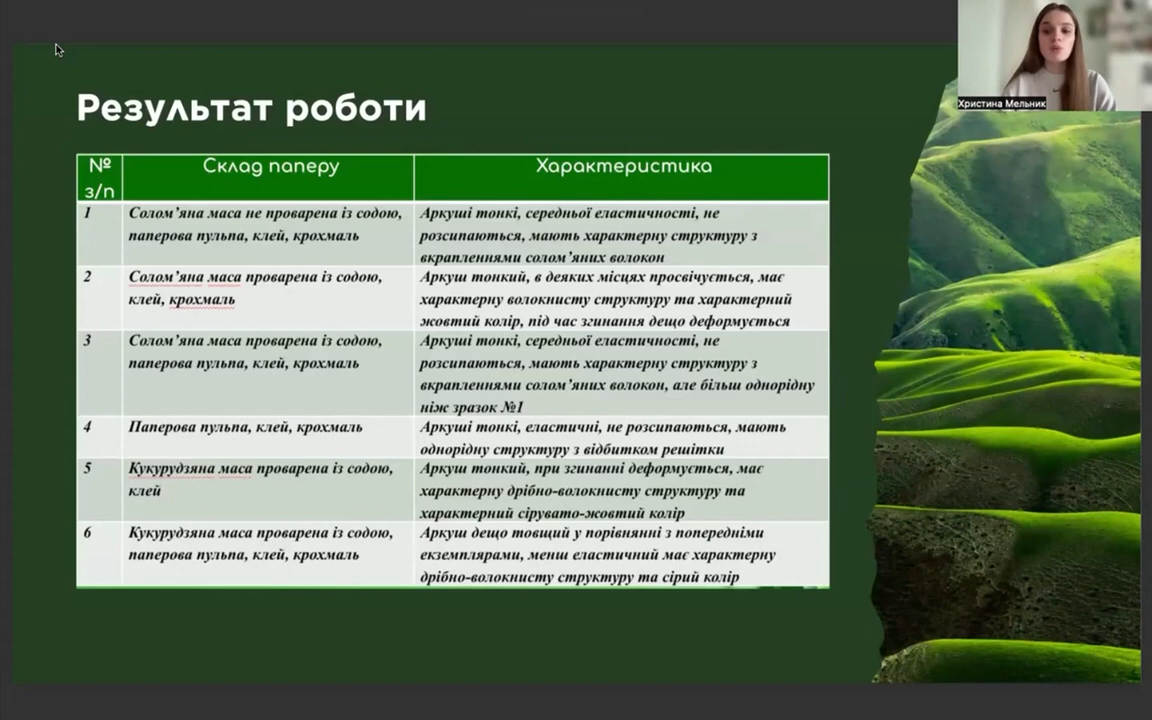 Христина Мельник
Результат роботи
№
з/п
Склад паперу
Характеристика
1
Солом’яна маса не проварена із содою,
паперова пульпа, клей, крохмаль
Аркуші тонкі, середньої еластичності, не
розсипаються, мають характерну структуру з
вкрапленнями солом’яних волокон
2
Солом’яна маса проварена із содою,
клей, крохмаль
Аркуш тонкий, в деяких місцях просвічується, має
характерну волокнисту структуру та характерний
жовтий колір, під час згинання дещо деформується
3
Солом’яна маса проварена із содою,
паперова пульпа, клей, крохмаль
Аркуші тонкі, середньої еластичності, не
розсипаються, мають характерну структуру з
вкрапленнями солом’яних волокон, але більш однорідну
ніж зразок №1
4
Паперова пульпа, клей, крохмаль
Аркуші тонкі, еластичні, не розсипаються, мають
однорідну структуру з відбитком решітки
5
Кукурудзяна маса проварена із содою,
клей
Аркуш тонкий, при згинанні деформується, має
характерну дрібно-волокнисту структуру та
характерний сірувато-жовтий колір
6
Кукурудзяна маса проварена із содою,
паперова пульпа, клей, крохмаль
Аркуш дещо товщий у порівнянні з попередніми
екземплярами, менш еластичний має характерну
дрібно-волокнисту структуру та сірий колір